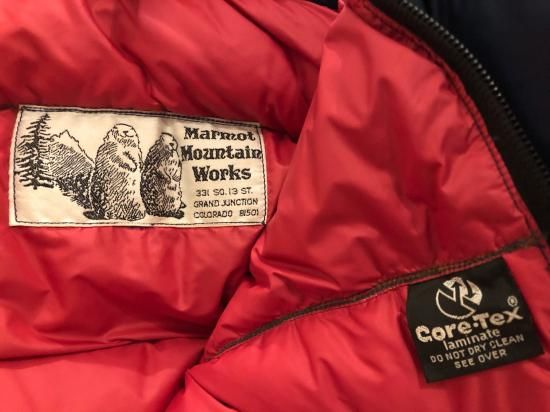 Marmot
Mountain
Works
331 SO. 13 ST.
GRAND JUNCTION
COLORADO 81501
GORE-TEX®
laminate
DO NOT DRY CLEAN
SEE OVER